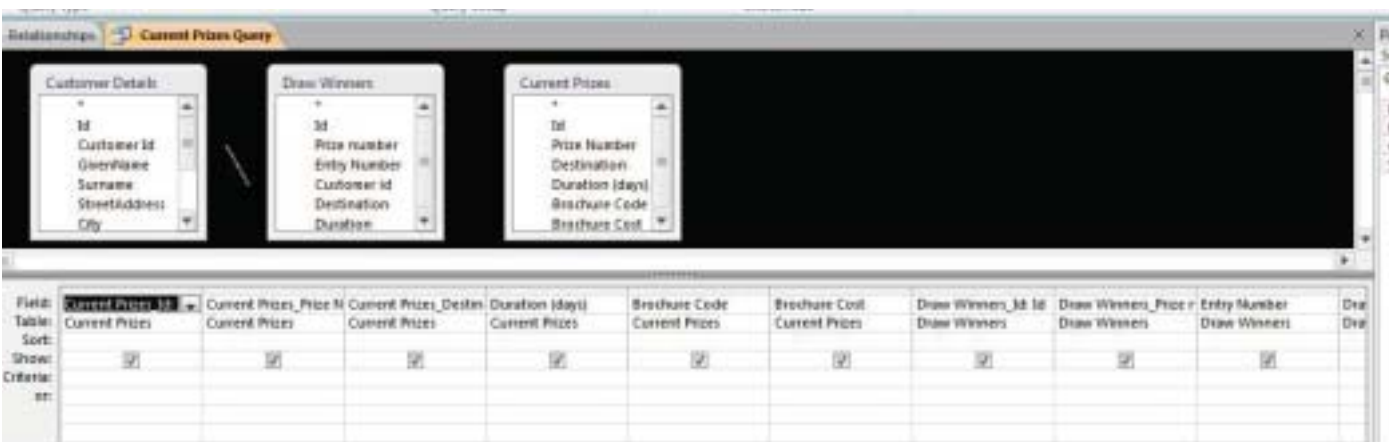 Relationships Current Prizes Query
Customer Details
*
Id
Customer Id
GivenName
Surname
StreetAddress
City
Draw Winners
*
Id
Prize number
Entry Number
Customer id
Destination
Duration
Current Prizes
*
Id
Prize Number
Destination
Duration (days)
Brochure Code
Brochure Cost
Field: Current Prizes_Id: Current Prizes_Prize N Current Prizes_Destin Duration (days) Brochure Code Brochure Cost Draw Winners_Id: Id Draw Winners_Prize r Entry Number Dra
Table: Current Prizes Current Prizes Current Prizes Current Prizes Current Prizes Current Prizes Draw Winners Draw Winners Draw Winners Dra
Sort:
Show:
Criteria:
or: